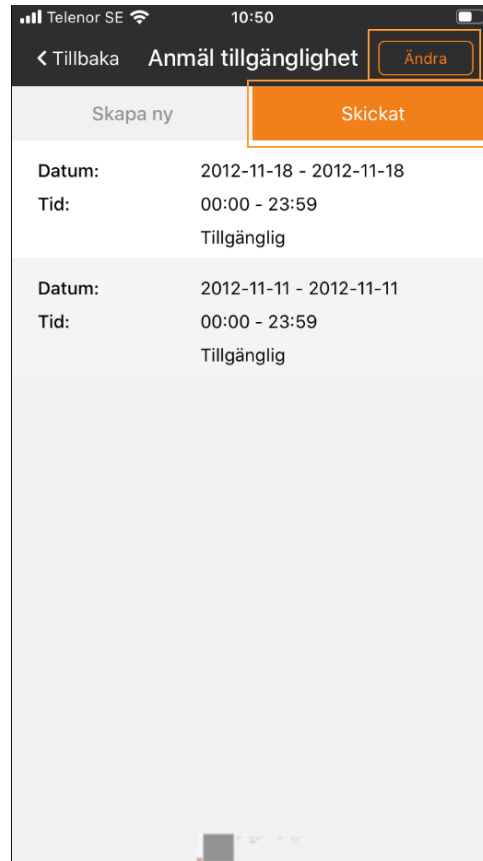 Telenor SE 10:50
Tillbaka Anmäl tillgänglighet Ändra
Skapa ny Skickat
Datum: 2012-11-18 - 2012-11-18
Tid: 00:00 - 23:59
Tillgänglig
Datum: 2012-11-11 - 2012-11-11
Tid: 00:00 - 23:59
Tillgänglig